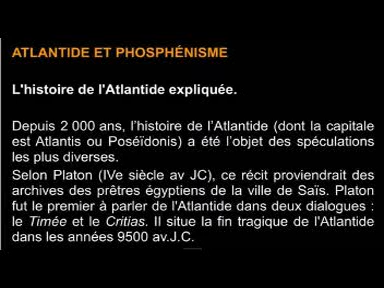 ATLANTIDE ET PHOSPHÉNISME
L'histoire de l'Atlantide expliquée.
Depuis 2 000 ans, l'histoire de l'Atlantide (dont la capitale
est Atlantis ou Poséïdonis) a été l'objet des spéculations
les plus diverses.
Selon Platon (IVe siècle av JC), ce récit proviendrait des
archives des prêtres égyptiens de la ville de Saïs. Platon
fut le premier à parler de l'Atlantide dans deux dialogues :
le Timée et le Critias. Il situe la fin tragique de l'Atlantide
dans les années 9500 av.J.C.